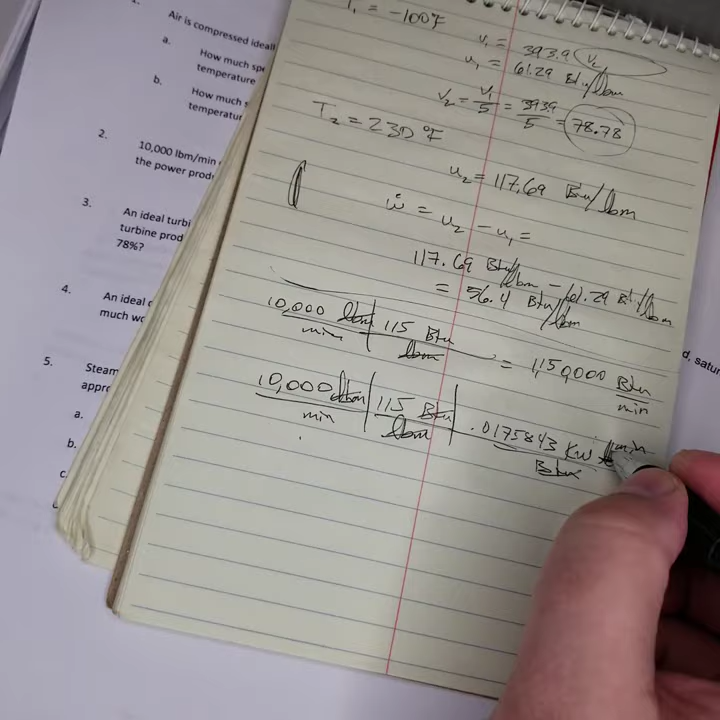 Air is compressed ideall
a.
How much sp
temperature
b.
How much s
temperatur
2.
10,000 lbm/min
the power prod
3.
An ideal turbi
turbine prod
78%?
4.
An ideal
much wo
5.
Steam
appr
a.
b.
c.
d, satur
T₁ = -100°F
v₁ = 393.9
u₁ = 61.29 Btu/lbm
v₂ = v₁/5 = 393.9/5 = 78.78
T₂ = 230 °F
u₂ = 117.69 Btu/lbm
ẇ = u₂ - u₁ =
117.69 Btu/lbm - 61.29 Btu/lbm
= 56.4 Btu/lbm
10,000 lbm/min | 115 Btu/lbm = 1,150,000 Btu/min
10,000 lbm/min | 115 Btu/lbm | .0175843 KW min/Btu